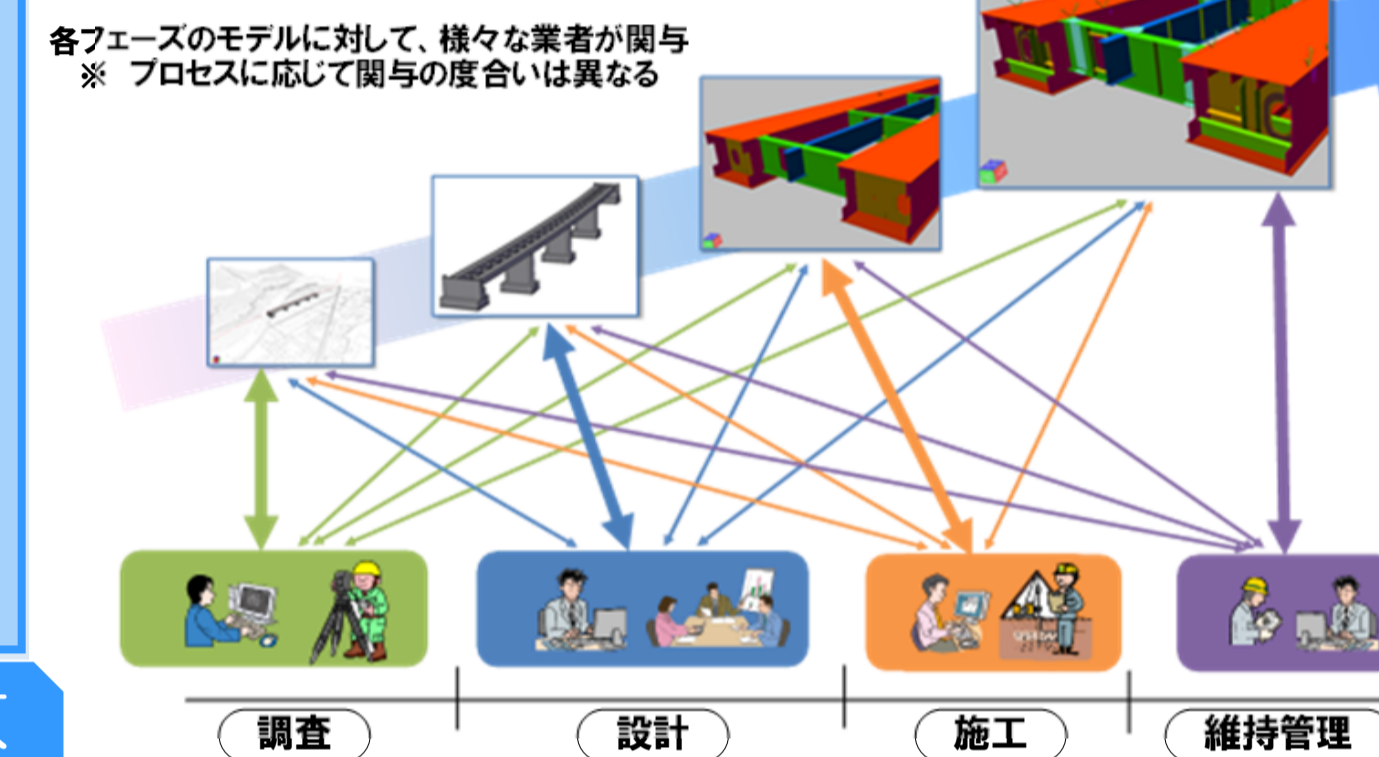 各フェーズのモデルに対して、様々な業者が関与
※ プロセスに応じて関与の度合いは異なる
調査
設計
施工
維持管理